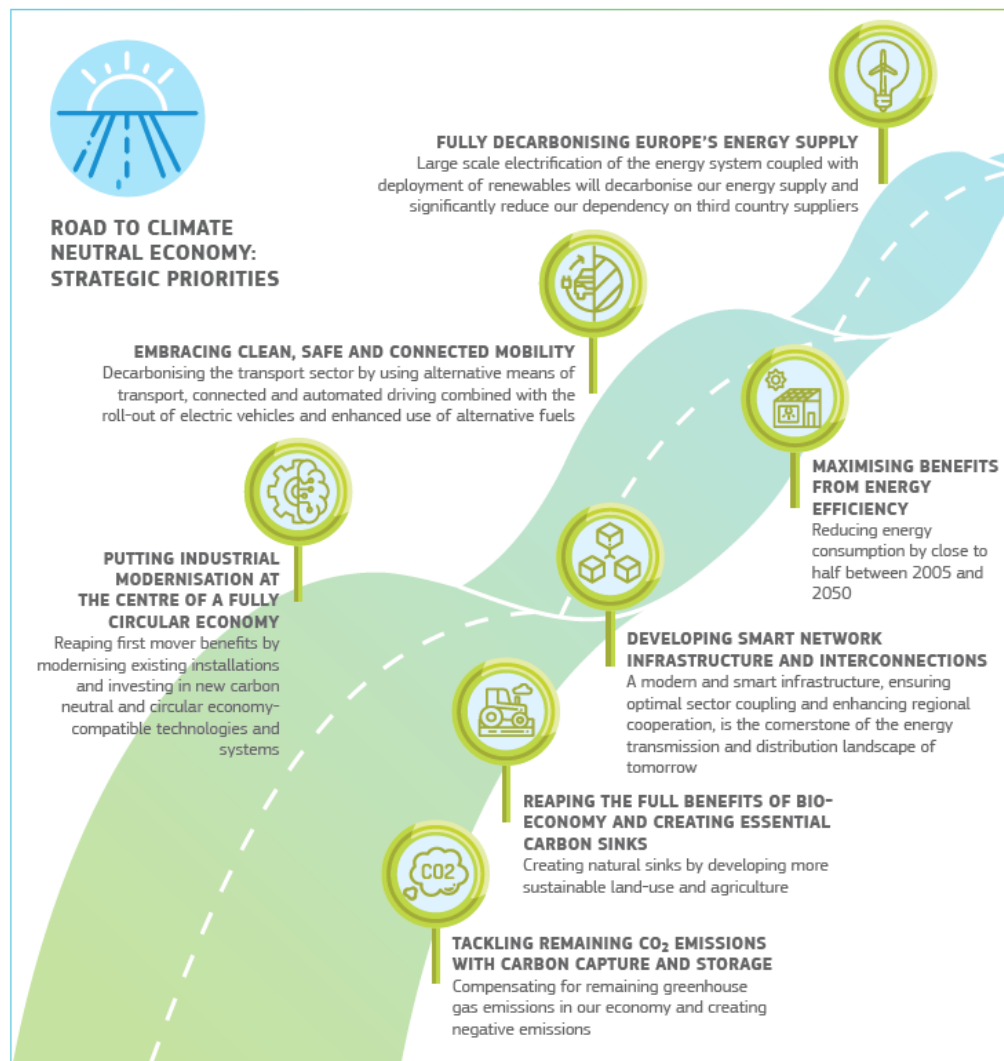 ROAD TO CLIMATE
NEUTRAL ECONOMY:
STRATEGIC PRIORITIES
FULLY DECARBONISING EUROPE'S ENERGY SUPPLY
Large scale electrification of the energy system coupled with
deployment of renewables will decarbonise our energy supply and
significantly reduce our dependency on third country suppliers
EMBRACING CLEAN, SAFE AND CONNECTED MOBILITY
Decarbonising the transport sector by using alternative means of
transport, connected and automated driving combined with the
roll-out of electric vehicles and enhanced use of alternative fuels
MAXIMISING BENEFITS
FROM ENERGY
EFFICIENCY
Reducing energy
consumption by close to
half between 2005 and
2050
PUTTING INDUSTRIAL
MODERNISATION AT
THE CENTRE OF A FULLY
CIRCULAR ECONOMY
Reaping first mover benefits by
modernising existing installations
and investing in new carbon
neutral and circular economy-
compatible technologies and
systems
DEVELOPING SMART NETWORK
INFRASTRUCTURE AND INTERCONNECTIONS
A modern and smart infrastructure, ensuring
optimal sector coupling and enhancing regional
cooperation, is the cornerstone of the energy
transmission and distribution landscape of
tomorrow
REAPING THE FULL BENEFITS OF BIO-
ECONOMY AND CREATING ESSENTIAL
CARBON SINKS
Creating natural sinks by developing more
sustainable land-use and agriculture
CO2
TACKLING REMAINING CO₂ EMISSIONS
WITH CARBON CAPTURE AND STORAGE
Compensating for remaining greenhouse
gas emissions in our economy and creating
negative emissions